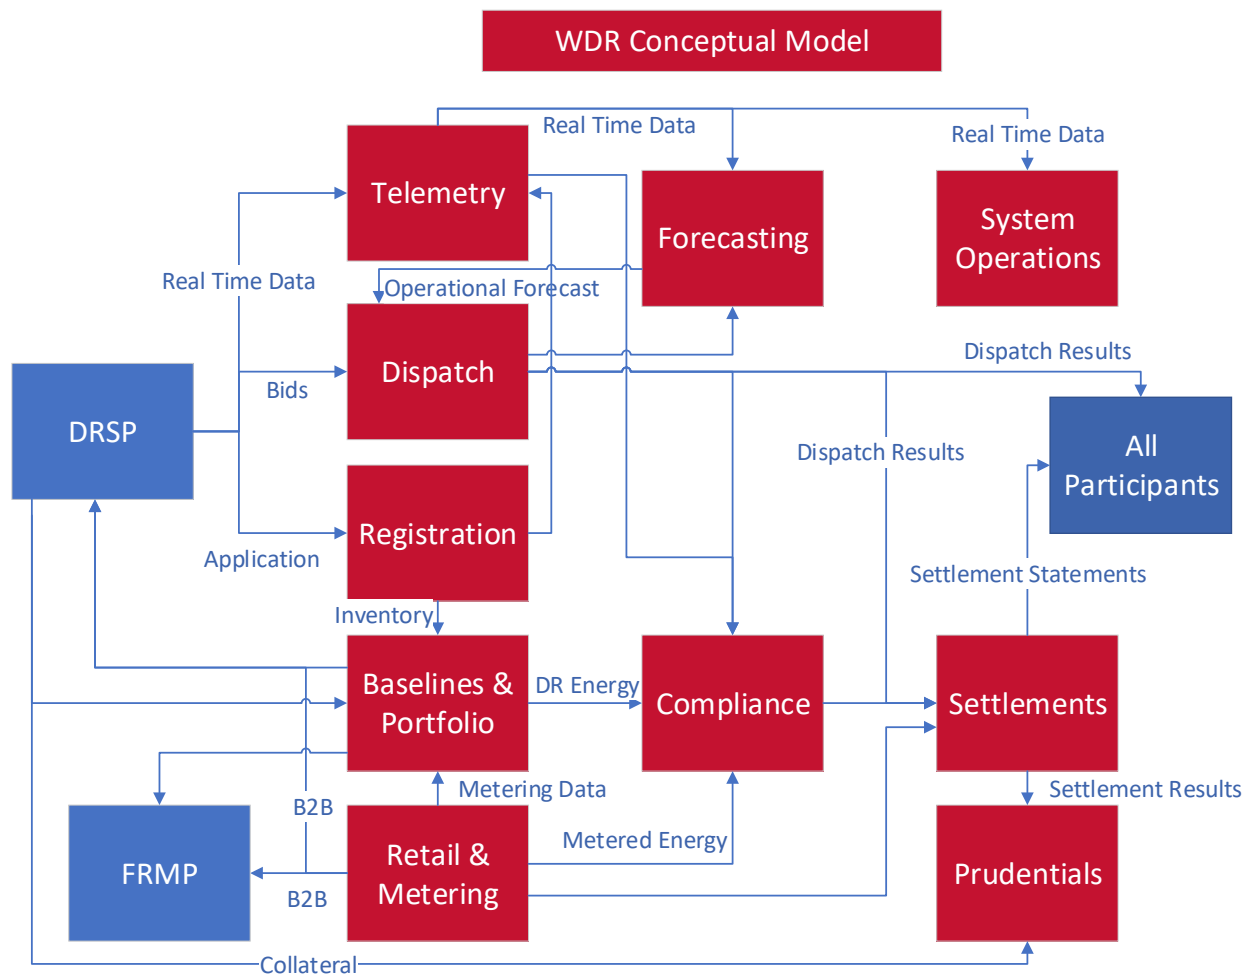 WDR Conceptual Model
Real Time Data
Real Time Data
Telemetry
Forecasting
System
Operations
Real Time Data
Operational Forecast
Dispatch
Dispatch Results
Bids
DRSP
All
Participants
Dispatch Results
Registration
Application
Settlement Statements
Inventory
Baselines &
Portfolio
DR Energy
Compliance
Settlements
Metering Data
Settlement Results
B2B
Metered Energy
FRMP
Retail &
Metering
Prudentials
B2B
Collateral